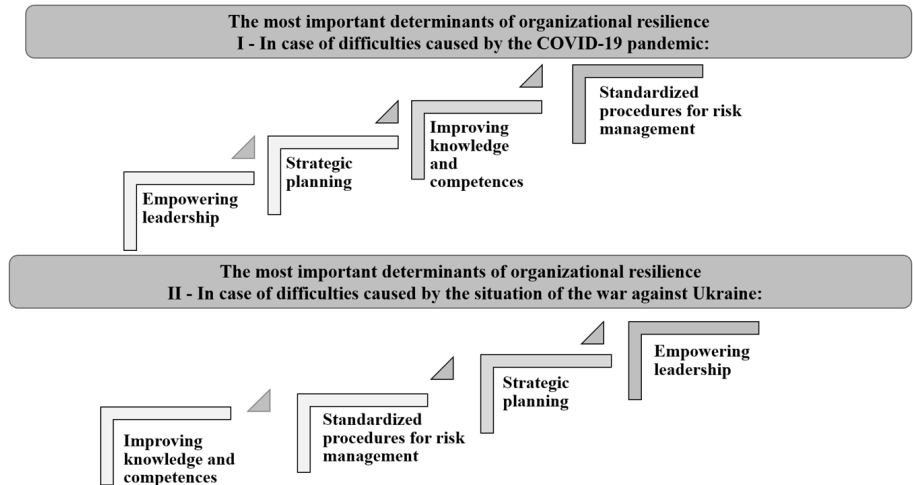 The most important determinants of organizational resilience
I - In case of difficulties caused by the COVID-19 pandemic:
Standardized
procedures for risk
management
Improving
knowledge
and
competences
Strategic
planning
Empowering
leadership
The most important determinants of organizational resilience
II - In case of difficulties caused by the situation of the war against Ukraine:
Empowering
leadership
Strategic
planning
Standardized
procedures for risk
management
Improving
knowledge and
competences